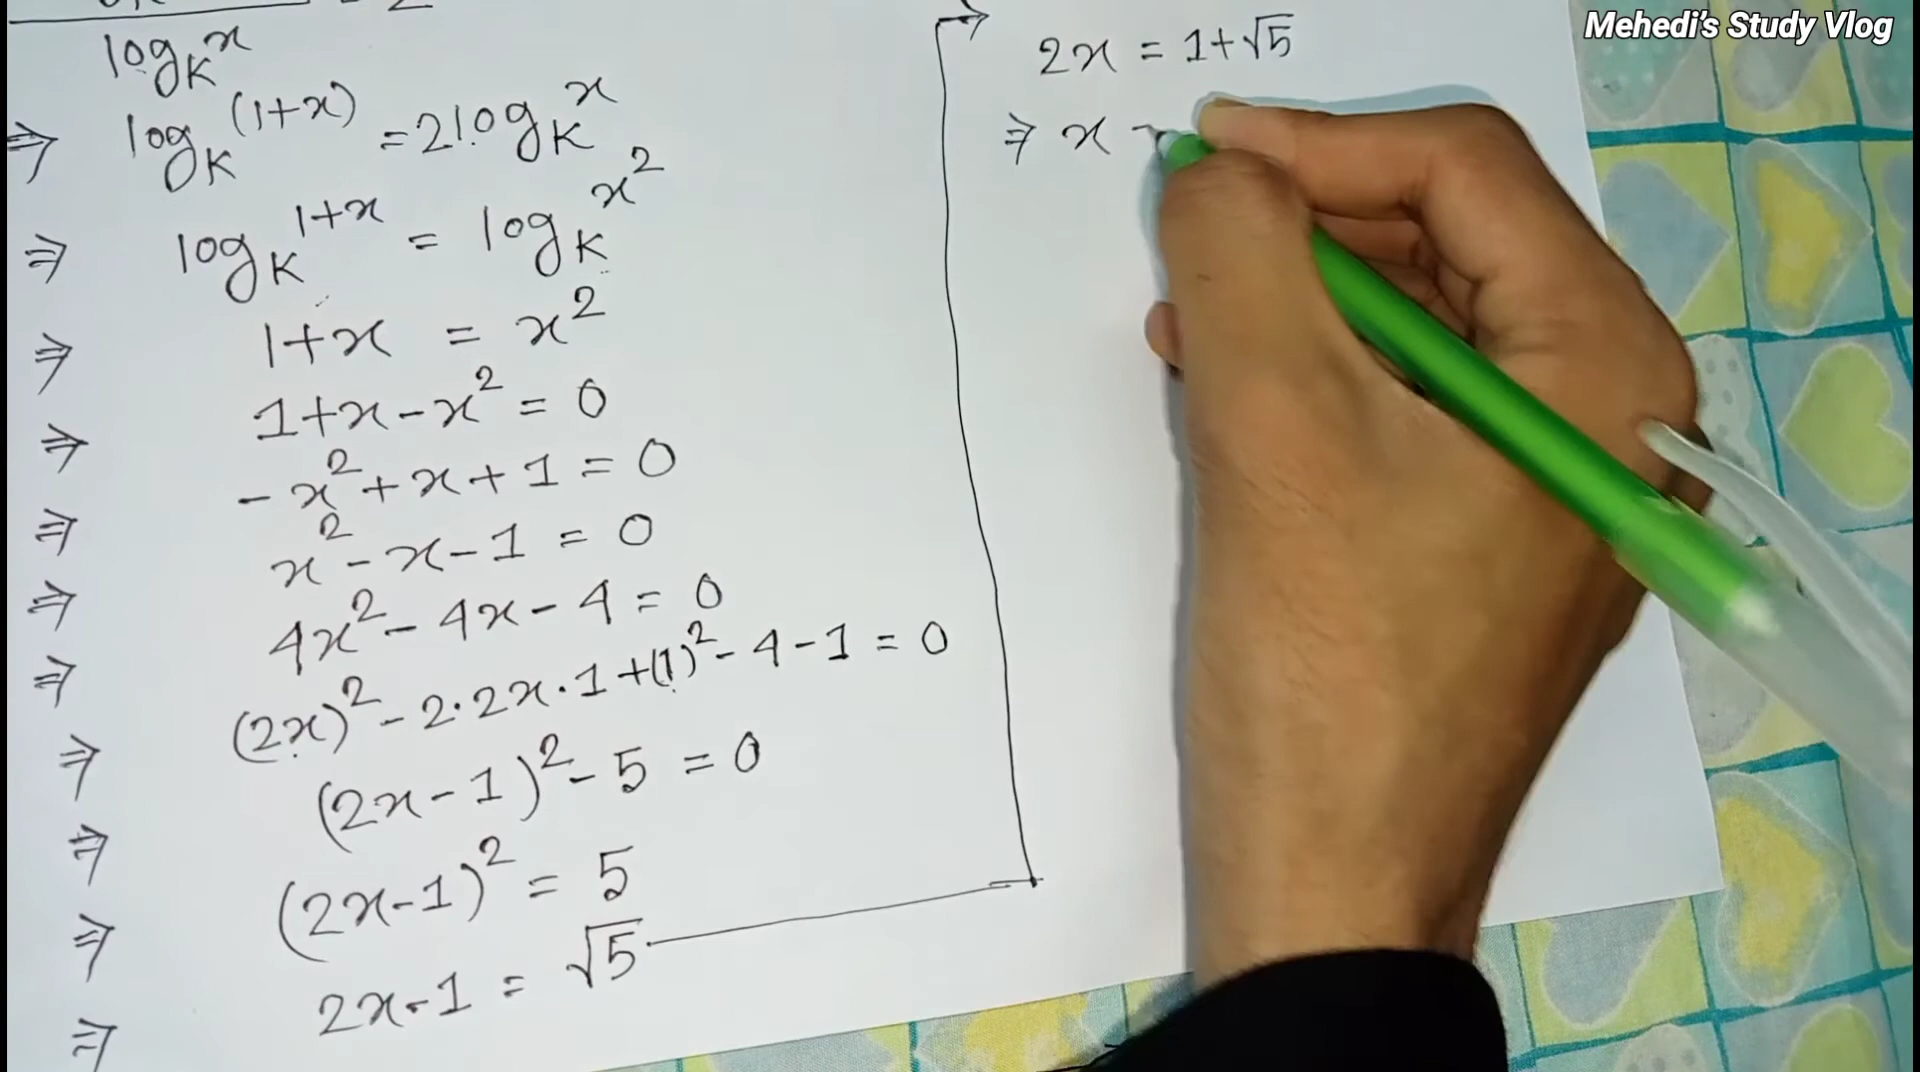 Mehedi's Study Vlog
log_K x
⇒ log_K (1+x) = 2 log_K x
⇒ log_K 1+x = log_K x²
⇒ 1+x = x²
⇒ 1+x-x² = 0
⇒ -x²+x+1 = 0
⇒ x²-x-1 = 0
⇒ 4x²-4x-4 = 0
⇒ (2x)²-2·2x·1+(1)²-4-1 = 0
⇒ (2x-1)²-5 = 0
⇒ (2x-1)² = 5
⇒ 2x-1 = √5
2x = 1+√5
⇒ x